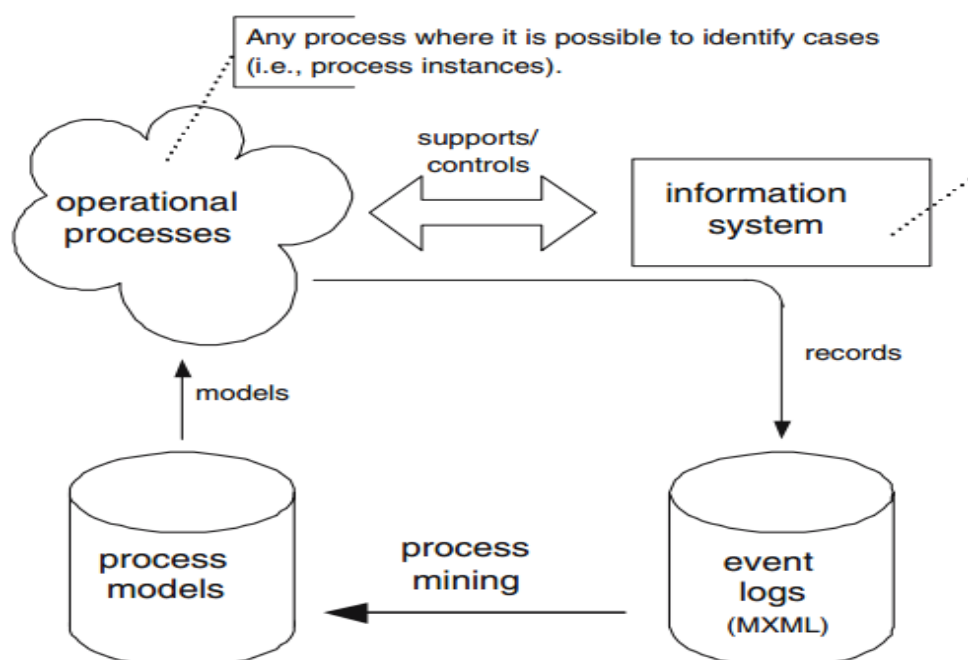 Any process where it is possible to identify cases
(i.e., process instances).
supports/
controls
operational
processes
information
system
records
models
process
models
process
mining
event
logs
(MXML)